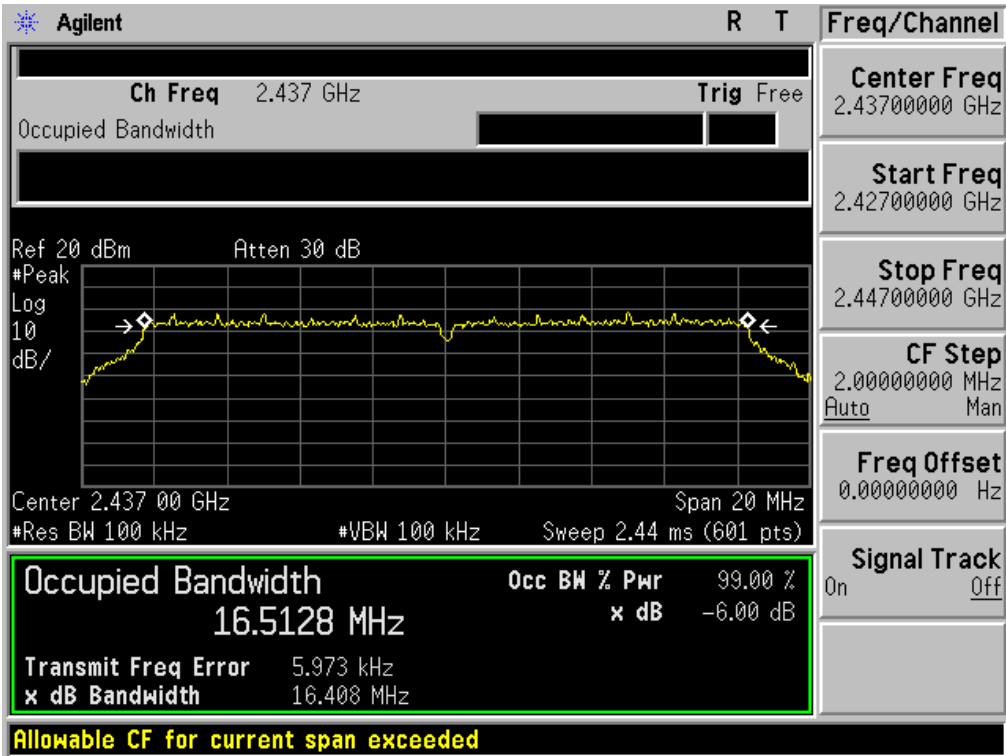 Agilent R T
Freq/Channel
Ch Freq 2.437 GHz Trig Free
Occupied Bandwidth
Ref 20 dBm Atten 30 dB
#Peak
Log
10
dB/
Center 2.437 00 GHz Span 20 MHz
#Res BW 100 kHz #VBW 100 kHz Sweep 2.44 ms (601 pts)
Occupied Bandwidth Occ BW % Pwr 99.00 %
16.5128 MHz x dB -6.00 dB
Transmit Freq Error 5.973 kHz
x dB Bandwidth 16.408 MHz
Allowable CF for current span exceeded
Center Freq
2.43700000 GHz
Start Freq
2.42700000 GHz
Stop Freq
2.44700000 GHz
CF Step
2.00000000 MHz
Auto Man
Freq Offset
0.00000000 Hz
Signal Track
On Off